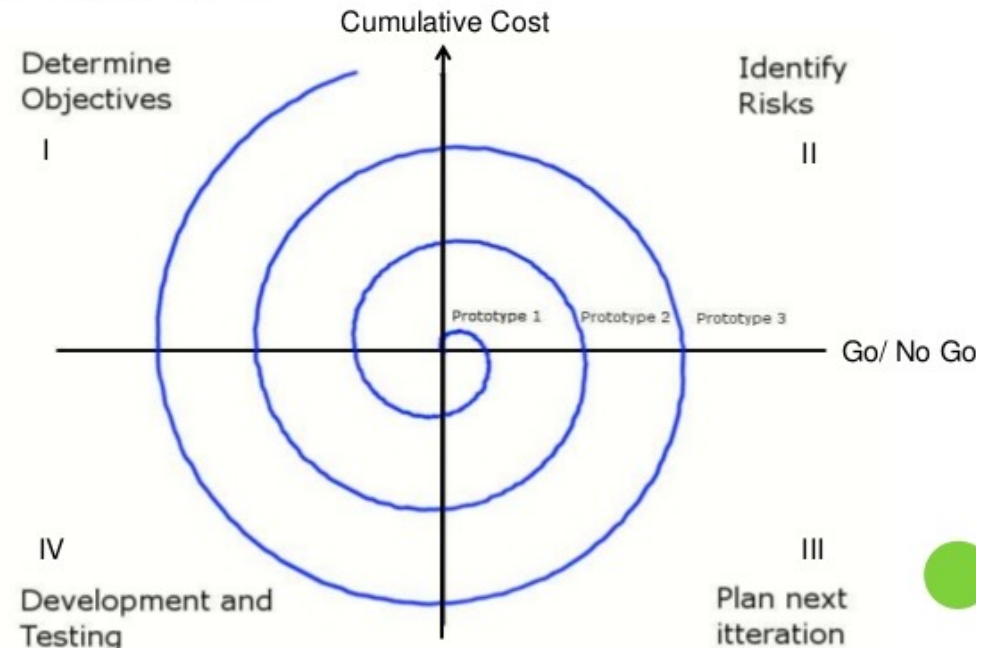 Cumulative Cost
Determine
Objectives
I
Identify
Risks
II
Prototype 1
Prototype 2
Prototype 3
Go/ No Go
IV
Development and
Testing
III
Plan next
itteration